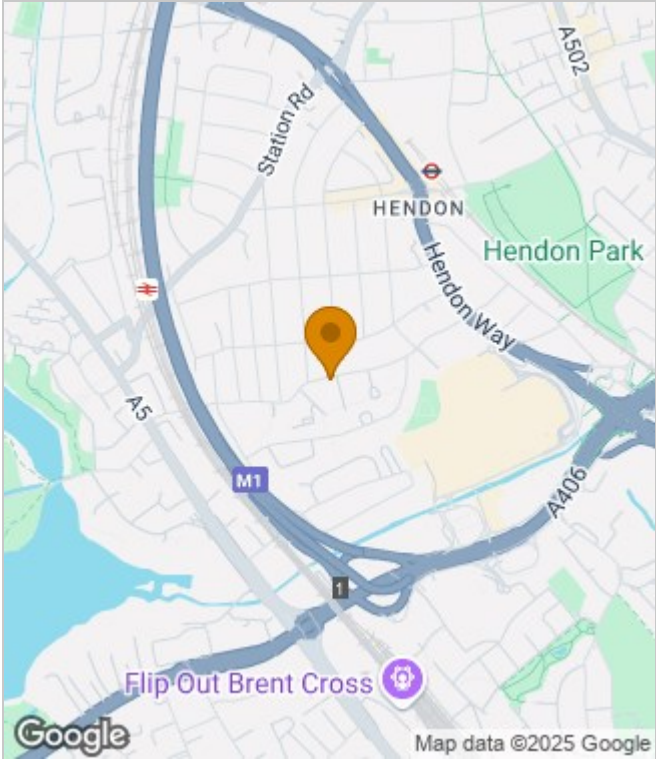 A502
Station Rd
HENDON
Hendon Park
Hendon Way
A5
M1
A406
1
Flip Out Brent Cross
Google
Map data ©2025 Google